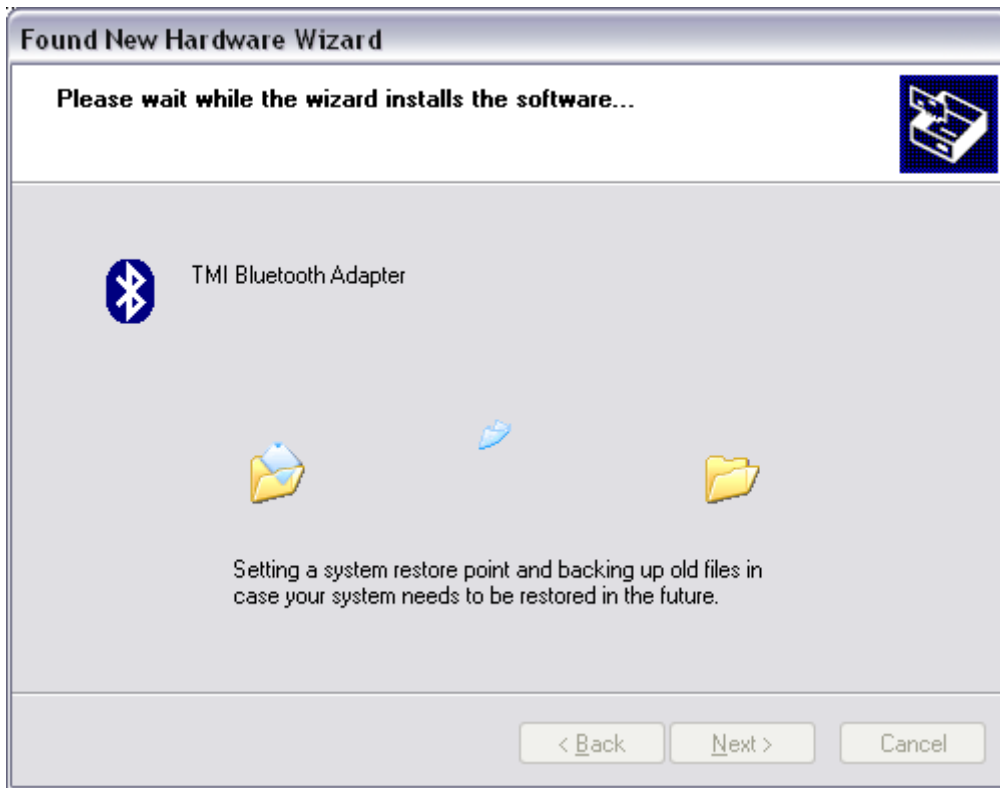 Found New Hardware Wizard
Please wait while the wizard installs the software...
TMI Bluetooth Adapter
Setting a system restore point and backing up old files in
case your system needs to be restored in the future.
< Back
Next >
Cancel